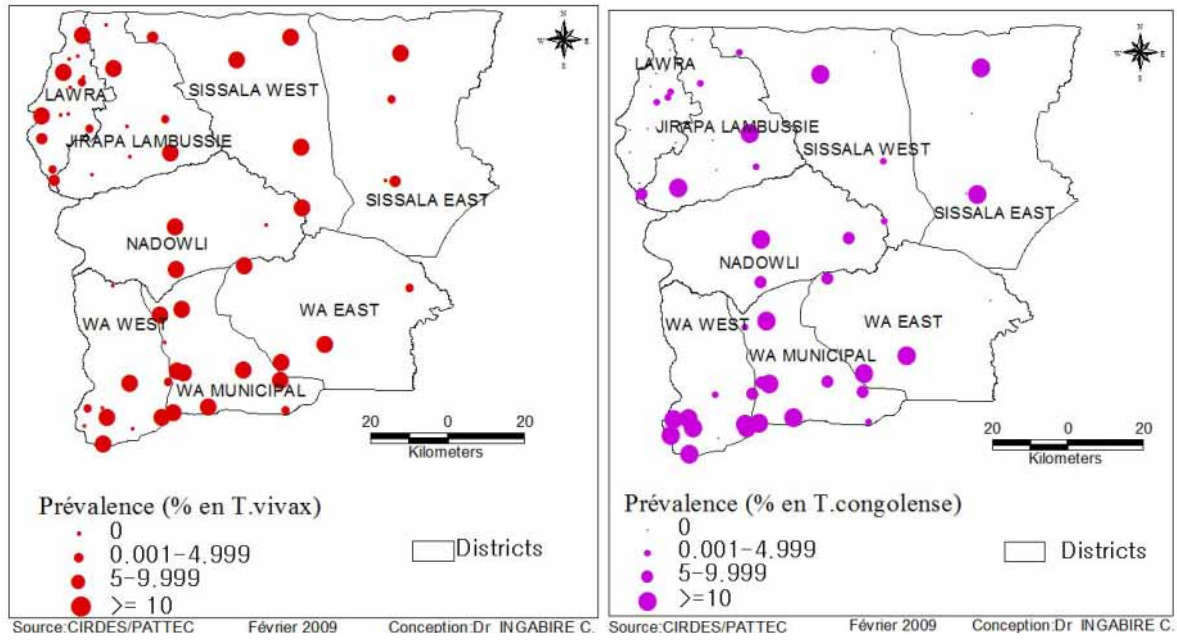 N
W E
S
LAWRA
SISSALA WEST
JIRAPA LAMBUSSIE
SISSALA EAST
NADOWLI
WA EAST
WA WEST
WA MUNICIPAL
20 0 20
Kilometers
Prévalence (% en T.vivax)
0
0.001-4.999
5-9.999
>= 10
Districts
Source:CIRDES/PATTEC Février 2009 Conception:Dr INGABIRE C.
N
W E
S
LAWRA
JIRAPA LAMBUSSIE
SISSALA WEST
SISSALA EAST
NADOWLI
WA WEST
WA EAST
WA MUNICIPAL
20 0 20
Kilometers
Prévalence (% en T.congolense)
0
0.001-4.999
5-9.999
>=10
Districts
Source:CIRDES/PATTEC Février 2009 Conception:Dr INGABIRE C.